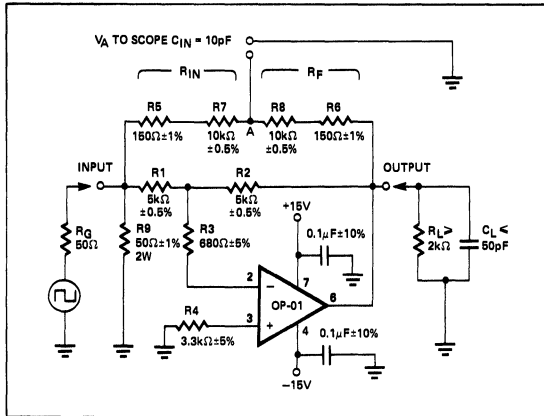 VA TO SCOPE CIN = 10pF
RIN
RF
R5
150Ω±1%
R7
10kΩ
±0.5%
A
R8
10kΩ
±0.5%
R6
150Ω±1%
INPUT
R1
5kΩ
±0.5%
R2
5kΩ
±0.5%
OUTPUT
RG
50Ω
R9
50Ω±1%
2W
R3
680Ω±5%
+15V
0.1μF±10%
RL≥
2kΩ
CL≤
50pF
2
−
7
OP-01
6
3
+
4
R4
3.3kΩ±5%
0.1μF±10%
−15V